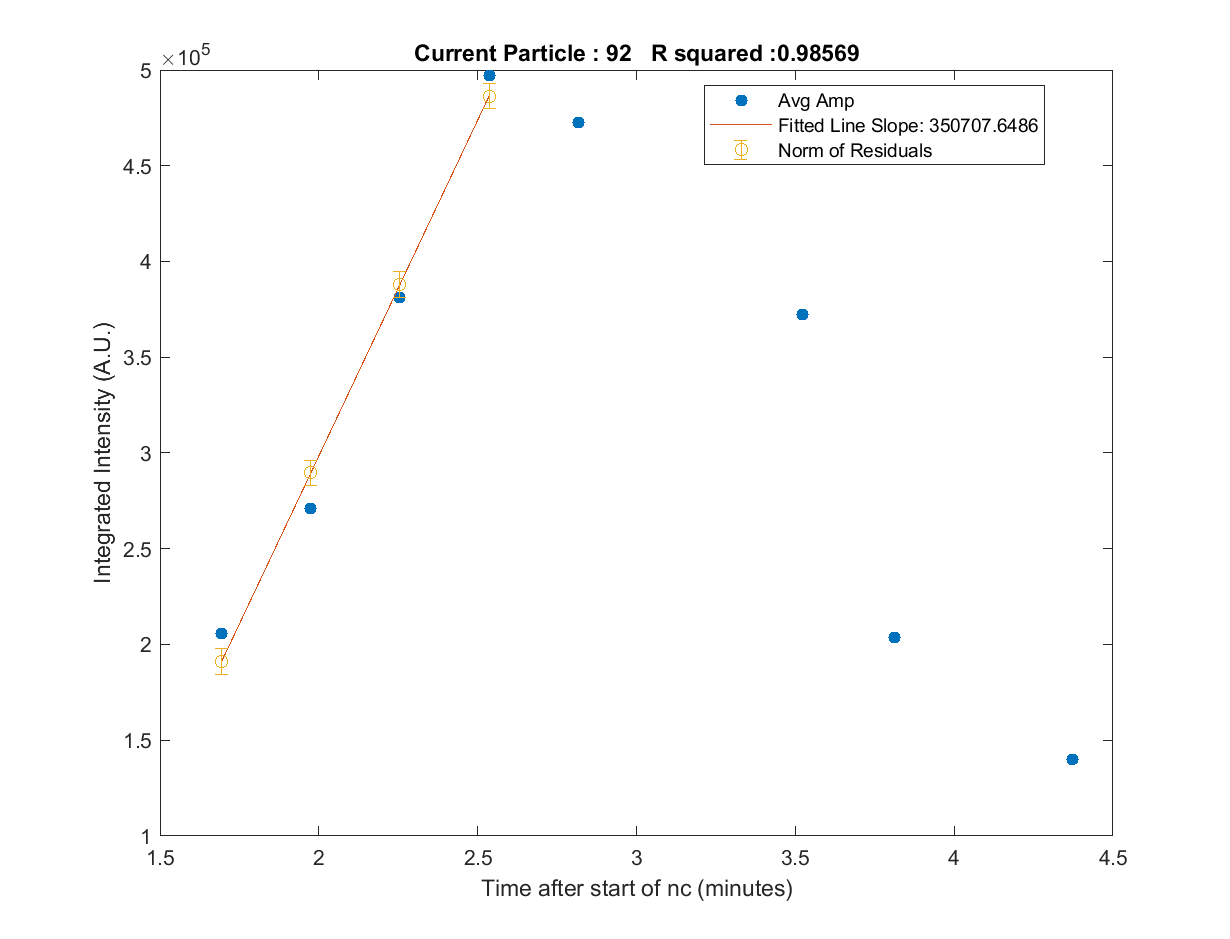 Current Particle : 92   R squared :0.98569
×10^5
5
4.5
4
3.5
3
2.5
2
1.5
1
Integrated Intensity (A.U.)
Avg Amp
Fitted Line Slope: 350707.6486
Norm of Residuals
1.5 2 2.5 3 3.5 4 4.5
Time after start of nc (minutes)